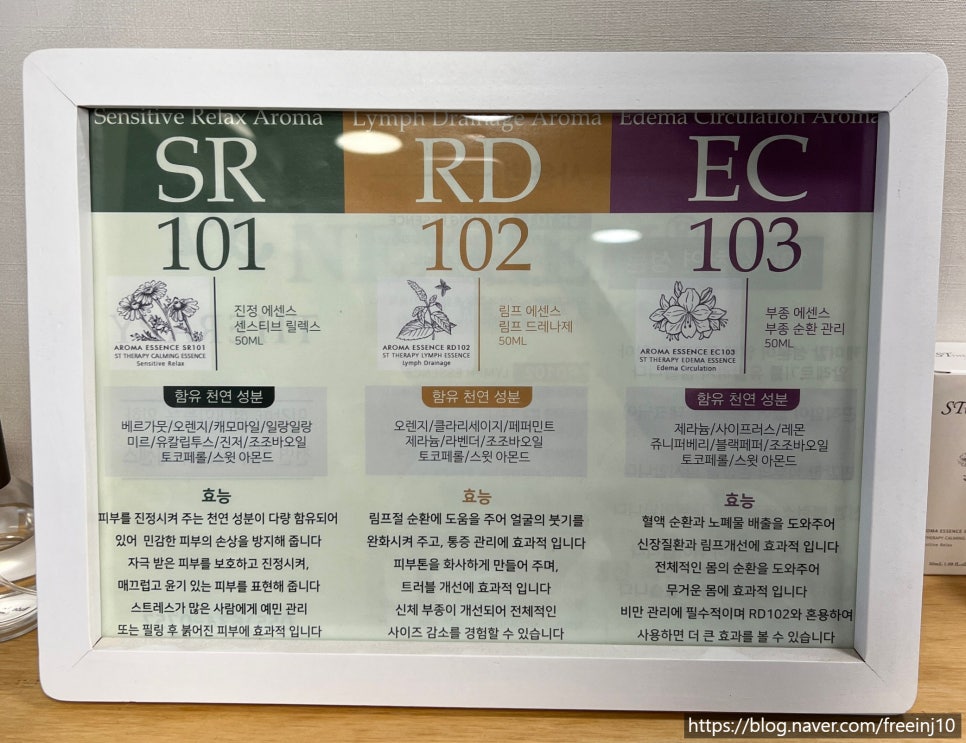 Sensitive Relax Aroma
SR
101
AROMA ESSENCE SR101
ST THERAPY CALMING ESSENCE
Sensitive Relax
진정 에센스
센스티브 릴렉스
50ML
함유 천연 성분
베르가뭇/오렌지/캐모마일/일랑일랑
미르/유칼립투스/진저/조조바오일
토코페롤/스윗 아몬드
효능
피부를 진정시켜 주는 천연 성분이 다량 함유되어
있어 민감한 피부의 손상을 방지해 줍니다
자극 받은 피부를 보호하고 진정시켜,
매끄럽고 윤기 있는 피부를 표현해 줍니다
스트레스가 많은 사람에게 예민 관리
또는 필링 후 붉어진 피부에 효과적 입니다
Lymph Drainage Aroma
RD
102
AROMA ESSENCE RD102
ST THERAPY LYMPH ESSENCE
Lymph Drainage
림프 에센스
림프 드레나제
50ML
함유 천연 성분
오렌지/클라리세이지/페퍼민트
제라늄/라벤더/조조바오일
토코페롤/스윗 아몬드
효능
림프절 순환에 도움을 주어 얼굴의 붓기를
완화시켜 주고, 통증 관리에 효과적 입니다
피부톤을 화사하게 만들어 주며,
트러블 개선에 효과적 입니다
신체 부종이 개선되어 전체적인
사이즈 감소를 경험할 수 있습니다
Edema Circulation Aroma
EC
103
AROMA ESSENCE EC103
ST THERAPY EDEMA ESSENCE
Edema Circulation
부종 에센스
부종 순환 관리
50ML
함유 천연 성분
제라늄/사이프러스/레몬
쥬니퍼베리/블랙페퍼/조조바오일
토코페롤/스윗 아몬드
효능
혈액 순환과 노폐물 배출을 도와주어
신장질환과 림프개선에 효과적 입니다
전체적인 몸의 순환을 도와주어
무거운 몸에 효과적 입니다
비만 관리에 필수적이며 RD102와 혼용하여
사용하면 더 큰 효과를 볼 수 있습니다
https://blog.naver.com/freeinj10